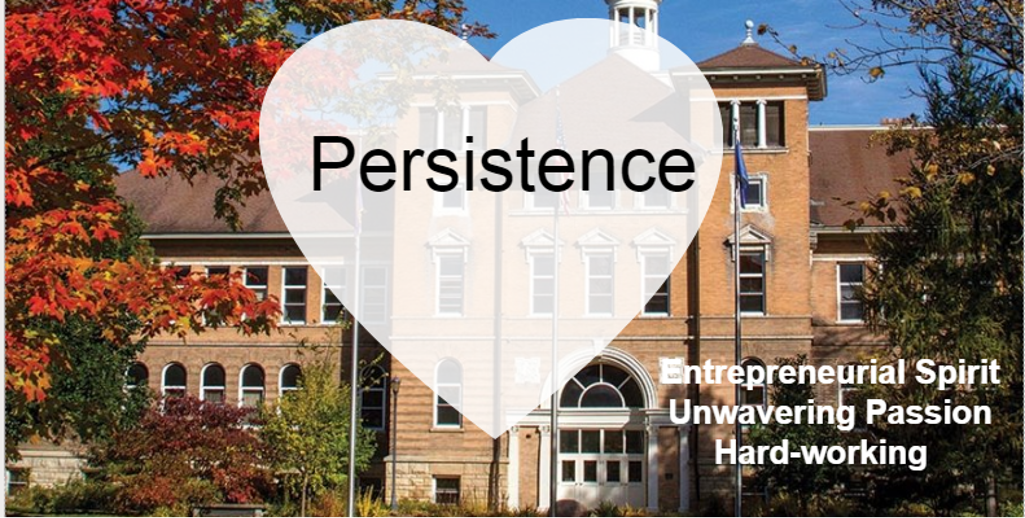 Persistence
Entrepreneurial Spirit
Unwavering Passion
Hard-working